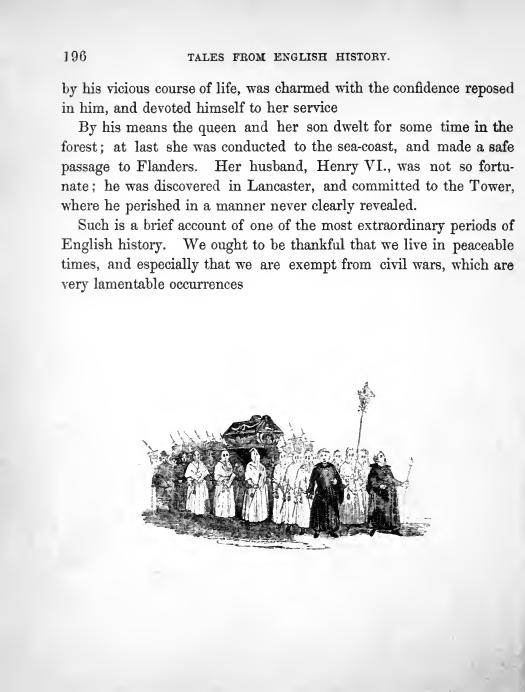 196 TALES FROM ENGLISH HISTORY.
by his vicious course of life, was charmed with the confidence reposed
in him, and devoted himself to her service
By his means the queen and her son dwelt for some time in the
forest; at last she was conducted to the sea-coast, and made a safe
passage to Flanders. Her husband, Henry VI., was not so fortu-
nate; he was discovered in Lancaster, and committed to the Tower,
where he perished in a manner never clearly revealed.
Such is a brief account of one of the most extraordinary periods of
English history. We ought to be thankful that we live in peaceable
times, and especially that we are exempt from civil wars, which are
very lamentable occurrences